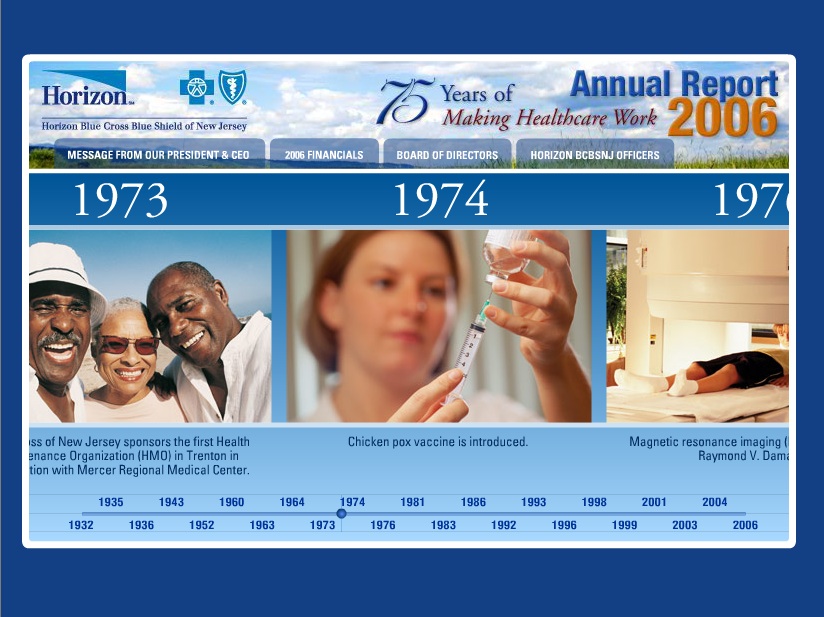 Horizon
Horizon Blue Cross Blue Shield of New Jersey
75 Years of
Making Healthcare Work
Annual Report
2006
MESSAGE FROM OUR PRESIDENT & CEO
2006 FINANCIALS
BOARD OF DIRECTORS
HORIZON BCBSNJ OFFICERS
1973
1974
197
of New Jersey sponsors the first Health
Organization (HMO) in Trenton in
with Mercer Regional Medical Center.
Chicken pox vaccine is introduced.
Magnetic resonance imaging (
Raymond V.
1935 1943 1960 1964 1974 1981 1986 1993 1998 2001 2004
1932 1936 1952 1963 1973 1976 1983 1992 1996 1999 2003 2006